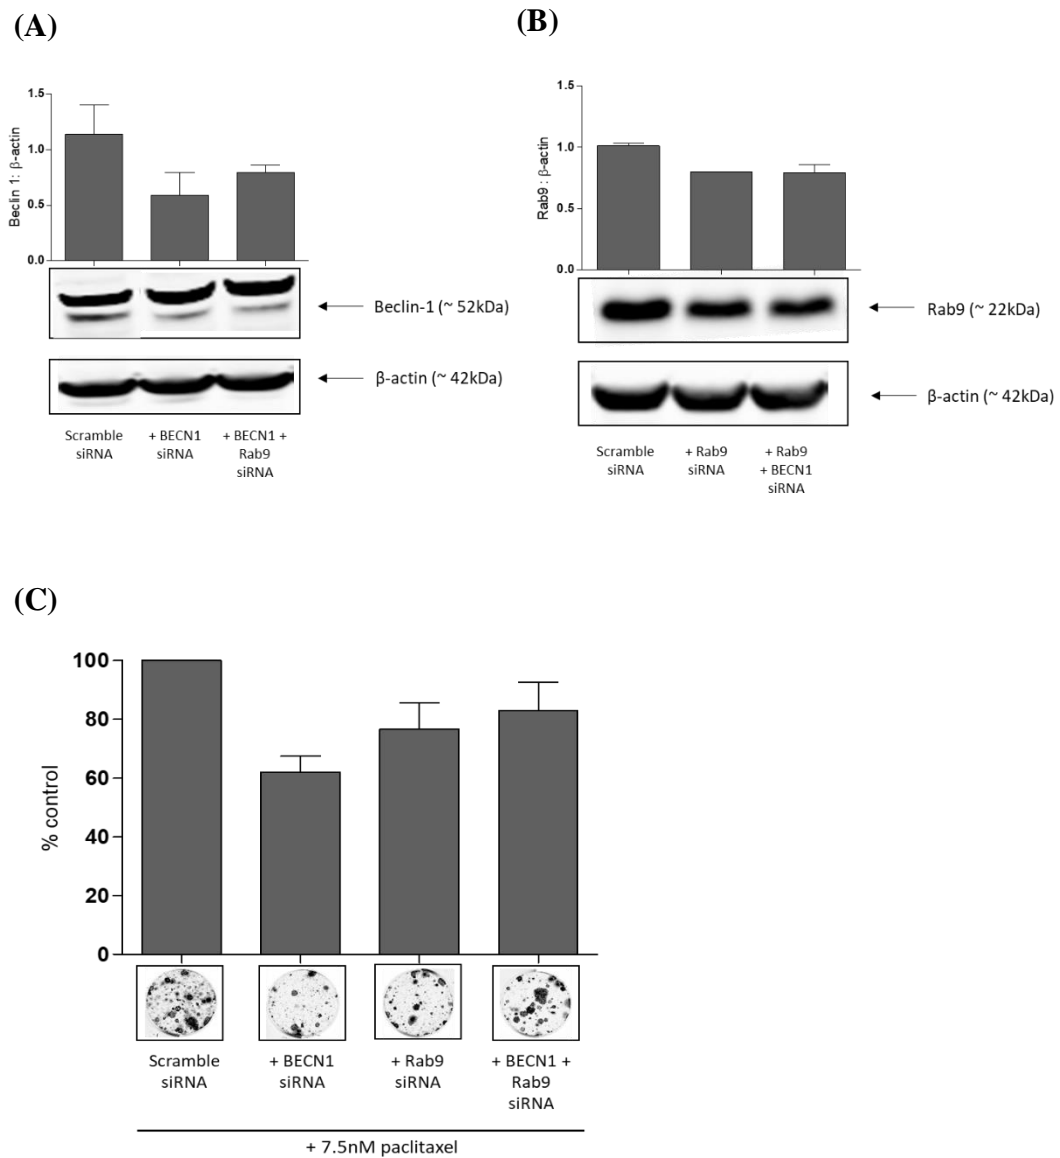 (A)
(B)
1.5
1.0
0.5
0.0
Beclin 1: β-actin
Beclin-1 (~ 52kDa)
β-actin (~ 42kDa)
Scramble
siRNA
+ BECN1
siRNA
+ BECN1 +
Rab9
siRNA
1.5
1.0
0.5
0.0
Rab9 : β-actin
Rab9 (~ 22kDa)
β-actin (~ 42kDa)
Scramble
siRNA
+ Rab9
siRNA
+ Rab9
+ BECN1
siRNA
(C)
100
80
60
40
20
0
% control
Scramble
siRNA
+ BECN1
siRNA
+ Rab9
siRNA
+ BECN1 +
Rab9
siRNA
+ 7.5nM paclitaxel